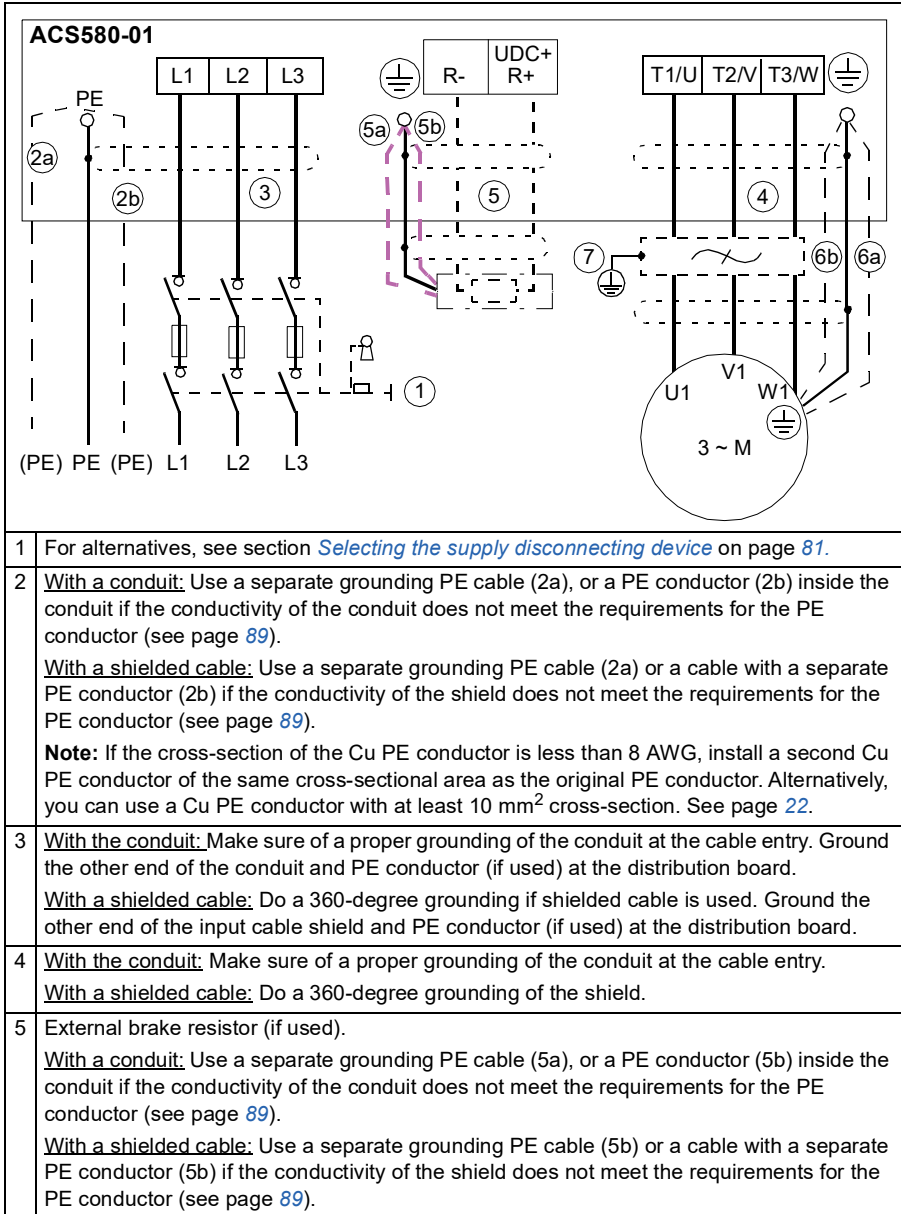 ACS580-01
L1 L2 L3
R- UDC+
R+
T1/U T2/V T3/W
PE
5a 5b
2a
2b 3 5 4
7 6b 6a
1
U1 V1 W1
3 ~ M
(PE) PE (PE) L1 L2 L3
1 For alternatives, see section Selecting the supply disconnecting device on page 81.
2 With a conduit: Use a separate grounding PE cable (2a), or a PE conductor (2b) inside the
conduit if the conductivity of the conduit does not meet the requirements for the PE
conductor (see page 89).
With a shielded cable: Use a separate grounding PE cable (2a) or a cable with a separate
PE conductor (2b) if the conductivity of the shield does not meet the requirements for the
PE conductor (see page 89).
Note: If the cross-section of the Cu PE conductor is less than 8 AWG, install a second Cu
PE conductor of the same cross-sectional area as the original PE conductor. Alternatively,
you can use a Cu PE conductor with at least 10 mm2 cross-section. See page 22.
3 With the conduit: Make sure of a proper grounding of the conduit at the cable entry. Ground
the other end of the conduit and PE conductor (if used) at the distribution board.
With a shielded cable: Do a 360-degree grounding if shielded cable is used. Ground the
other end of the input cable shield and PE conductor (if used) at the distribution board.
4 With the conduit: Make sure of a proper grounding of the conduit at the cable entry.
With a shielded cable: Do a 360-degree grounding of the shield.
5 External brake resistor (if used).
With a conduit: Use a separate grounding PE cable (5a), or a PE conductor (5b) inside the
conduit if the conductivity of the conduit does not meet the requirements for the PE
conductor (see page 89).
With a shielded cable: Use a separate grounding PE cable (5b) or a cable with a separate
PE conductor (5b) if the conductivity of the shield does not meet the requirements for the
PE conductor (see page 89).